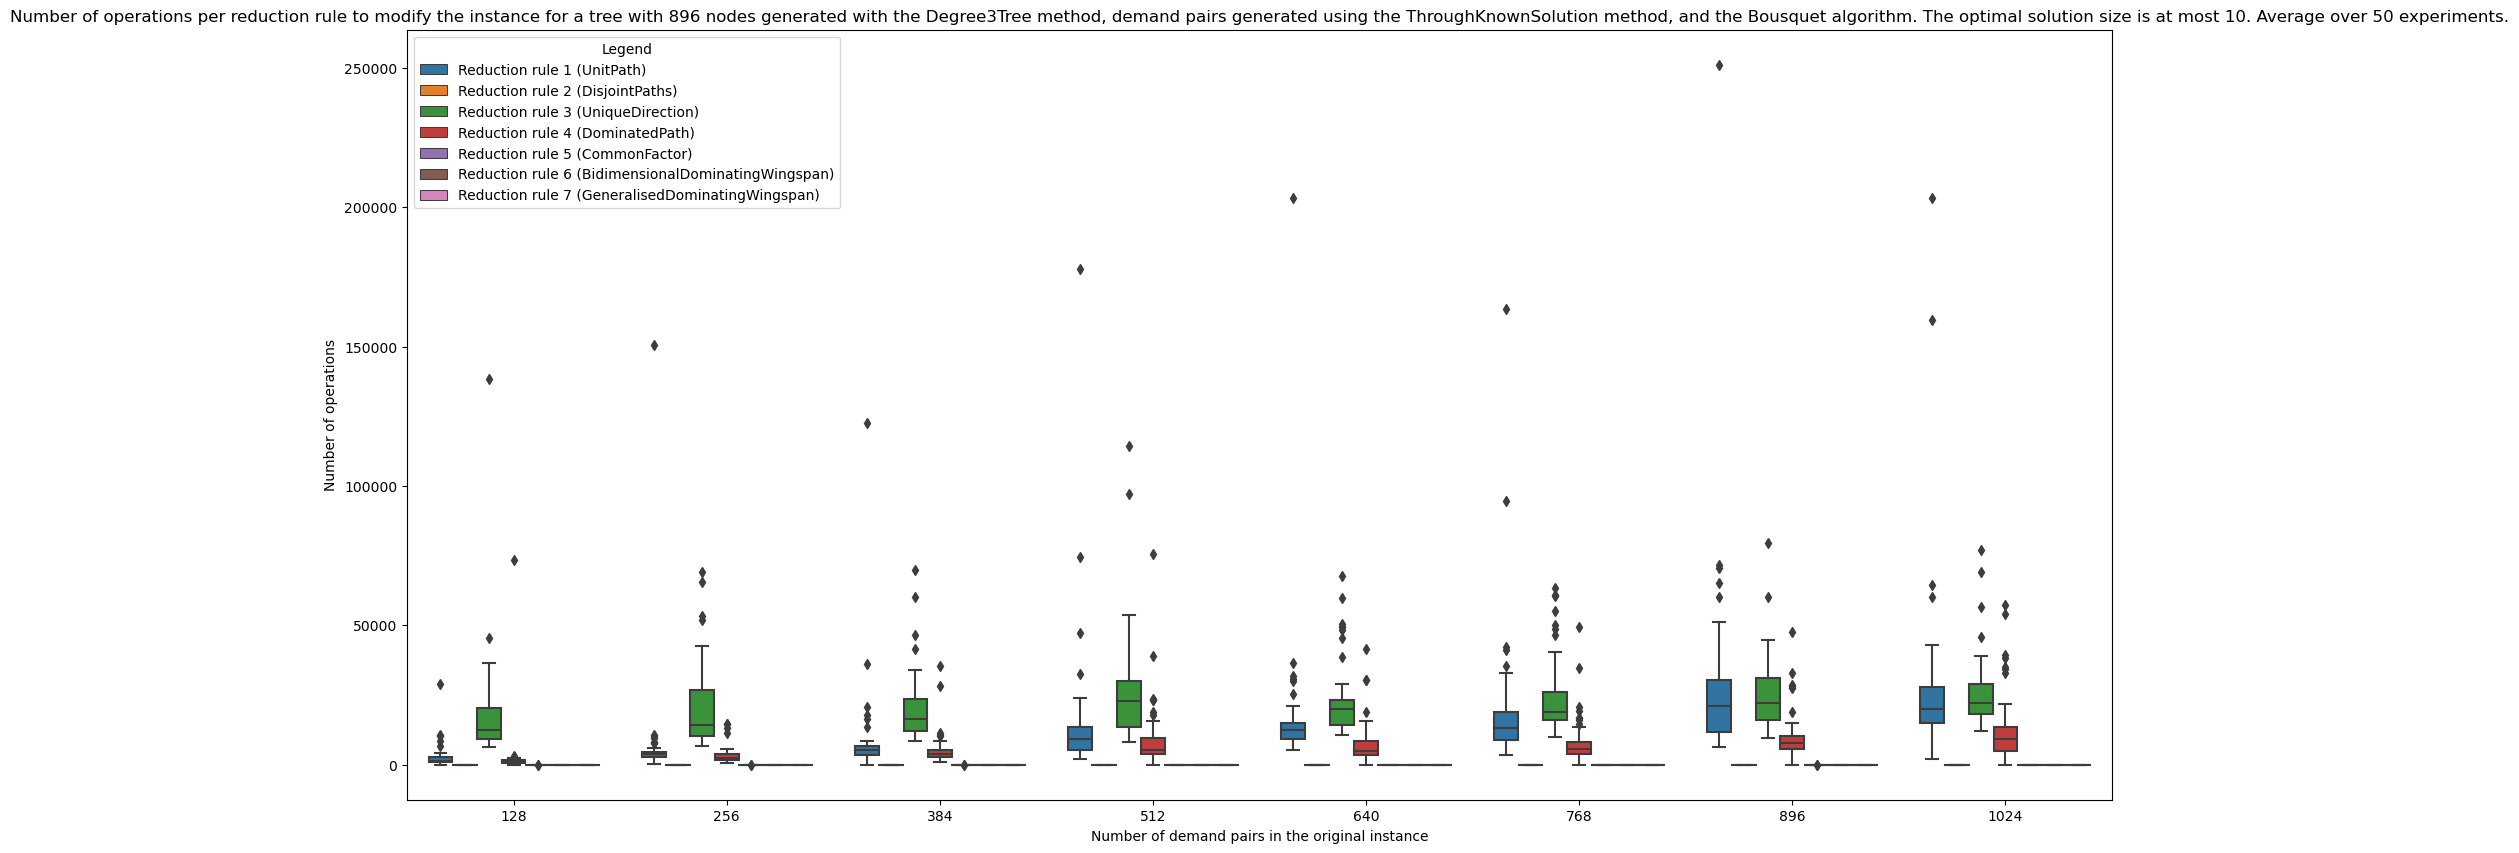 Number of operations per reduction rule to modify the instance for a tree with 896 nodes generated with the Degree3Tree method, demand pairs generated using the ThroughKnownSolution method, and the Bousquet algorithm. The optimal solution size is at most 10. Average over 50 experiments.
Legend
Reduction rule 1 (UnitPath)
Reduction rule 2 (DisjointPaths)
Reduction rule 3 (UniqueDirection)
Reduction rule 4 (DominatedPath)
Reduction rule 5 (CommonFactor)
Reduction rule 6 (BidimensionalDominatingWingspan)
Reduction rule 7 (GeneralisedDominatingWingspan)
Number of operations
250000
200000
150000
100000
50000
0
128 256 384 512 640 768 896 1024
Number of demand pairs in the original instance